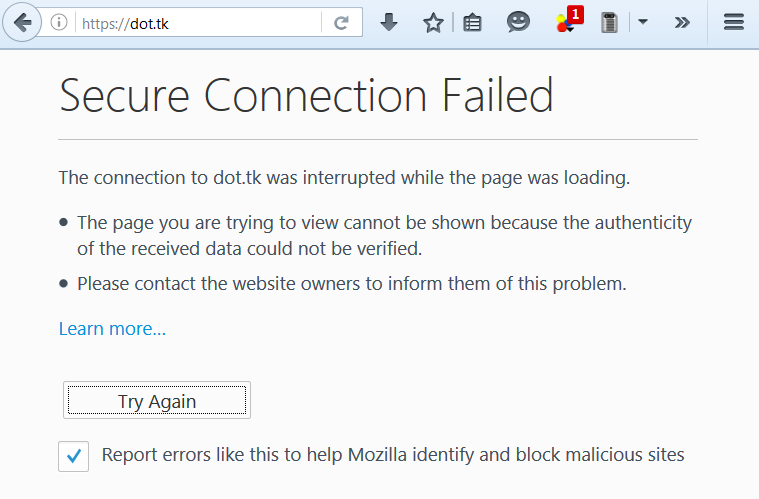 https://dot.tk
1
Secure Connection Failed
The connection to dot.tk was interrupted while the page was loading.
• The page you are trying to view cannot be shown because the authenticity
of the received data could not be verified.
• Please contact the website owners to inform them of this problem.
Learn more...
Try Again
Report errors like this to help Mozilla identify and block malicious sites